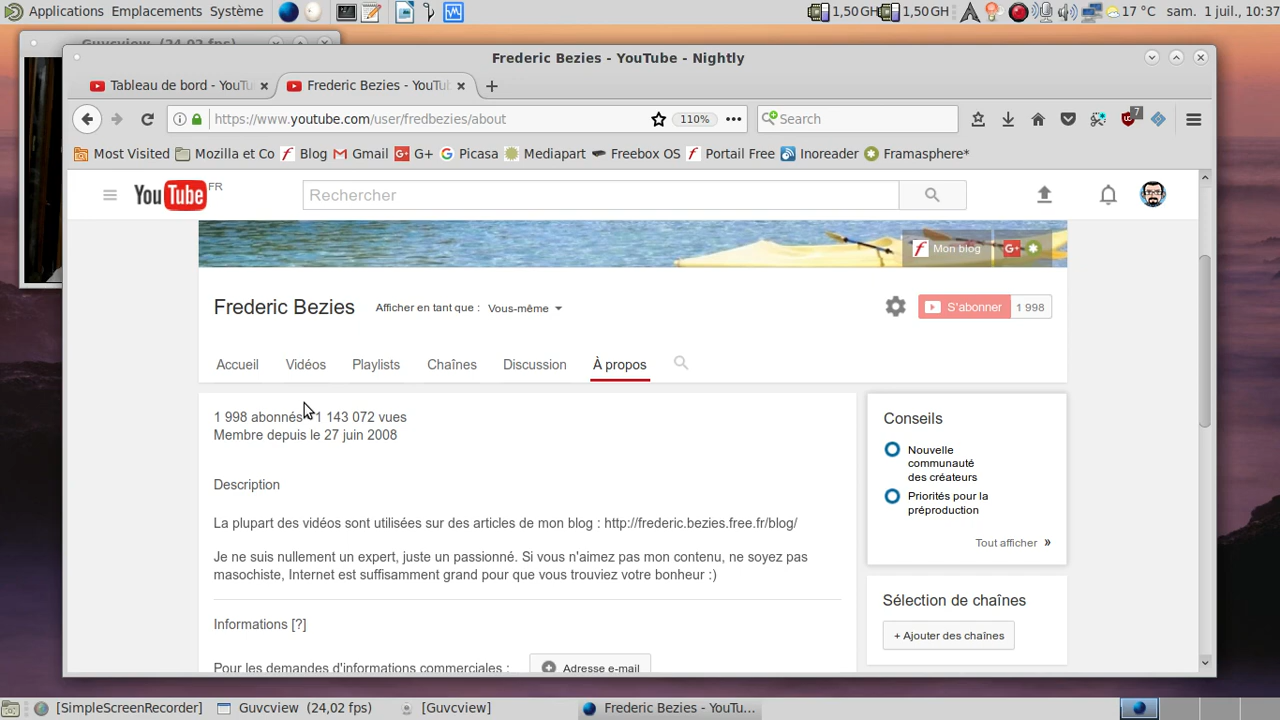 Applications Emplacements Système
1,50 GH 1,50 GH 17 °C sam. 1 juil., 10:37
Guvcview (24,02 fps)
Frederic Bezies - YouTube - Nightly
Tableau de bord - YouTu
Frederic Bezies - YouTub
https://www.youtube.com/user/fredbezies/about
110%
Search
7
Most Visited
Mozilla et Co
Blog
Gmail
G+
Picasa
Mediapart
Freebox OS
Portail Free
Inoreader
Framasphere*
YouTube FR
Rechercher
Mon blog
G+
Frederic Bezies
Afficher en tant que : Vous-même
S'abonner 1 998
Accueil
Vidéos
Playlists
Chaînes
Discussion
À propos
1 998 abonnés 1 143 072 vues
Membre depuis le 27 juin 2008
Description
La plupart des vidéos sont utilisées sur des articles de mon blog : http://frederic.bezies.free.fr/blog/
Je ne suis nullement un expert, juste un passionné. Si vous n'aimez pas mon contenu, ne soyez pas
masochiste, Internet est suffisamment grand pour que vous trouviez votre bonheur :)
Informations [?]
Pour les demandes d'informations commerciales :
Adresse e-mail
Conseils
Nouvelle
communauté
des créateurs
Priorités pour la
préproduction
Tout afficher »
Sélection de chaînes
+ Ajouter des chaînes
[SimpleScreenRecorder]
Guvcview (24,02 fps)
[Guvcview]
Frederic Bezies - YouTu...